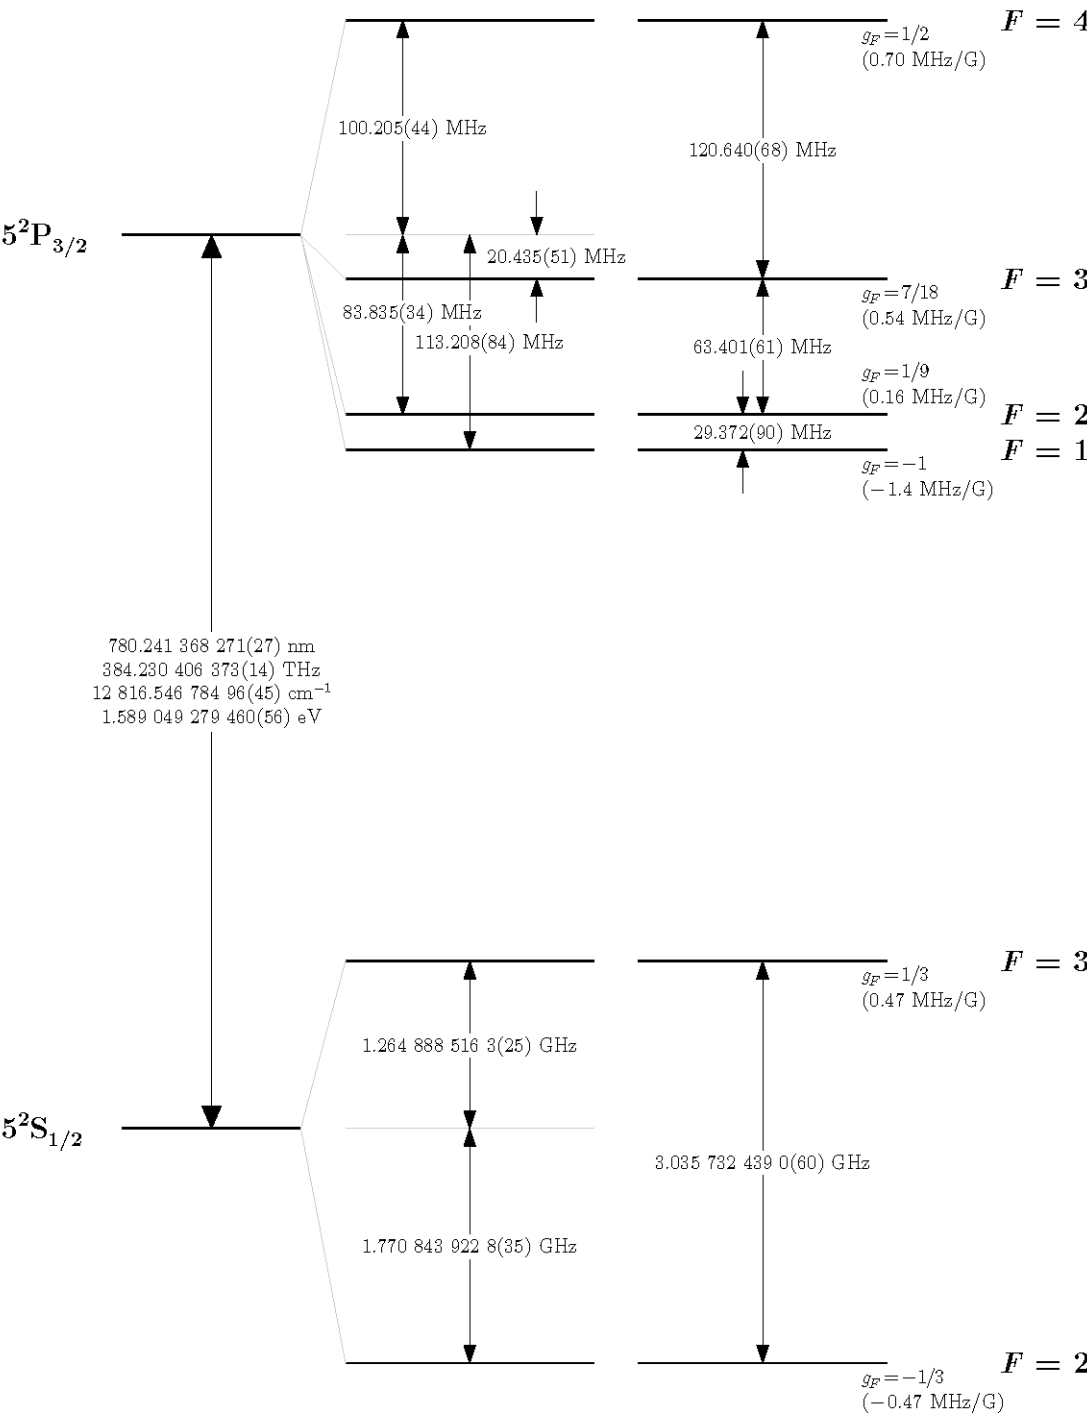 F = 4
g_F=1/2
(0.70 MHz/G)
100.205(44) MHz
120.640(68) MHz
5²P₃/₂
20.435(51) MHz
F = 3
g_F=7/18
(0.54 MHz/G)
83.835(34) MHz
113.208(84) MHz
63.401(61) MHz
g_F=1/9
(0.16 MHz/G)
F = 2
29.372(90) MHz
F = 1
g_F=−1
(−1.4 MHz/G)
780.241 368 271(27) nm
384.230 406 373(14) THz
12 816.546 784 96(45) cm⁻¹
1.589 049 279 460(56) eV
F = 3
g_F=1/3
(0.47 MHz/G)
1.264 888 516 3(25) GHz
5²S₁/₂
3.035 732 439 0(60) GHz
1.770 843 922 8(35) GHz
F = 2
g_F=−1/3
(−0.47 MHz/G)